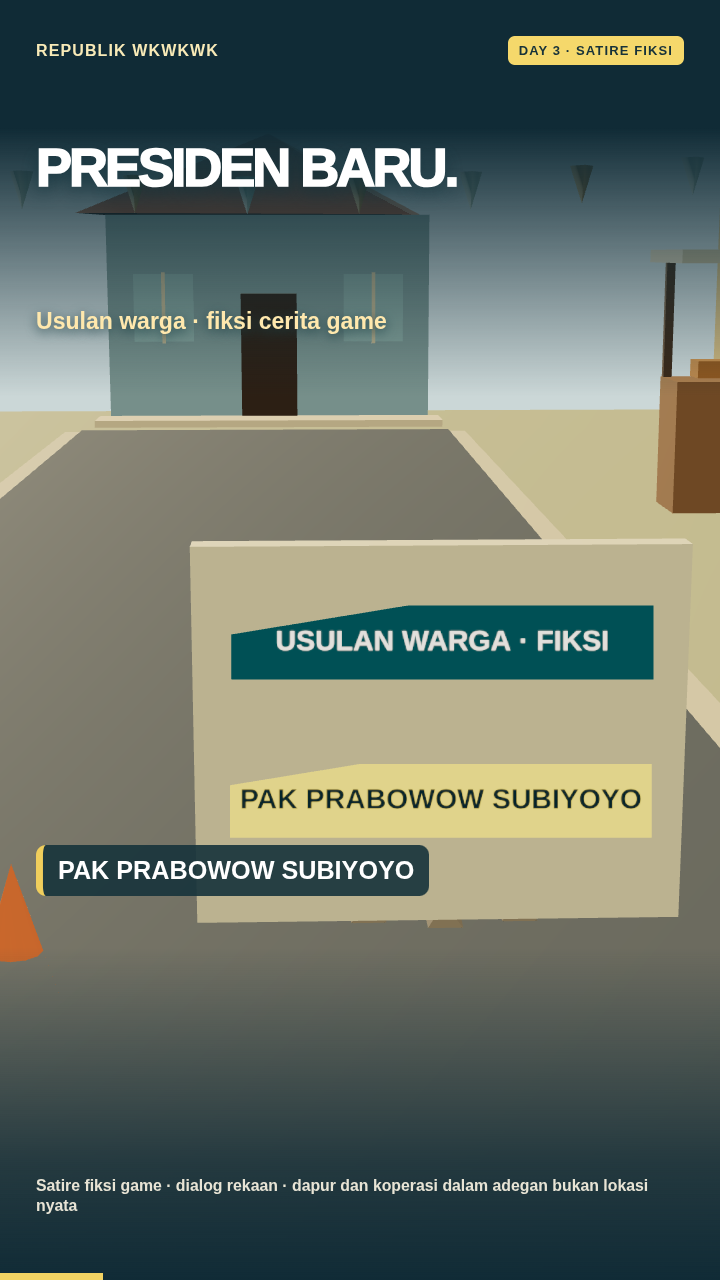 REPUBLIK WKWKWK
DAY 3 · SATIRE FIKSI
PRESIDEN BARU.
Usulan warga · fiksi cerita game
USULAN WARGA · FIKSI
PAK PRABOWOW SUBIYOYO
PAK PRABOWOW SUBIYOYO
Satire fiksi game · dialog rekaan · dapur dan koperasi dalam adegan bukan lokasi
nyata